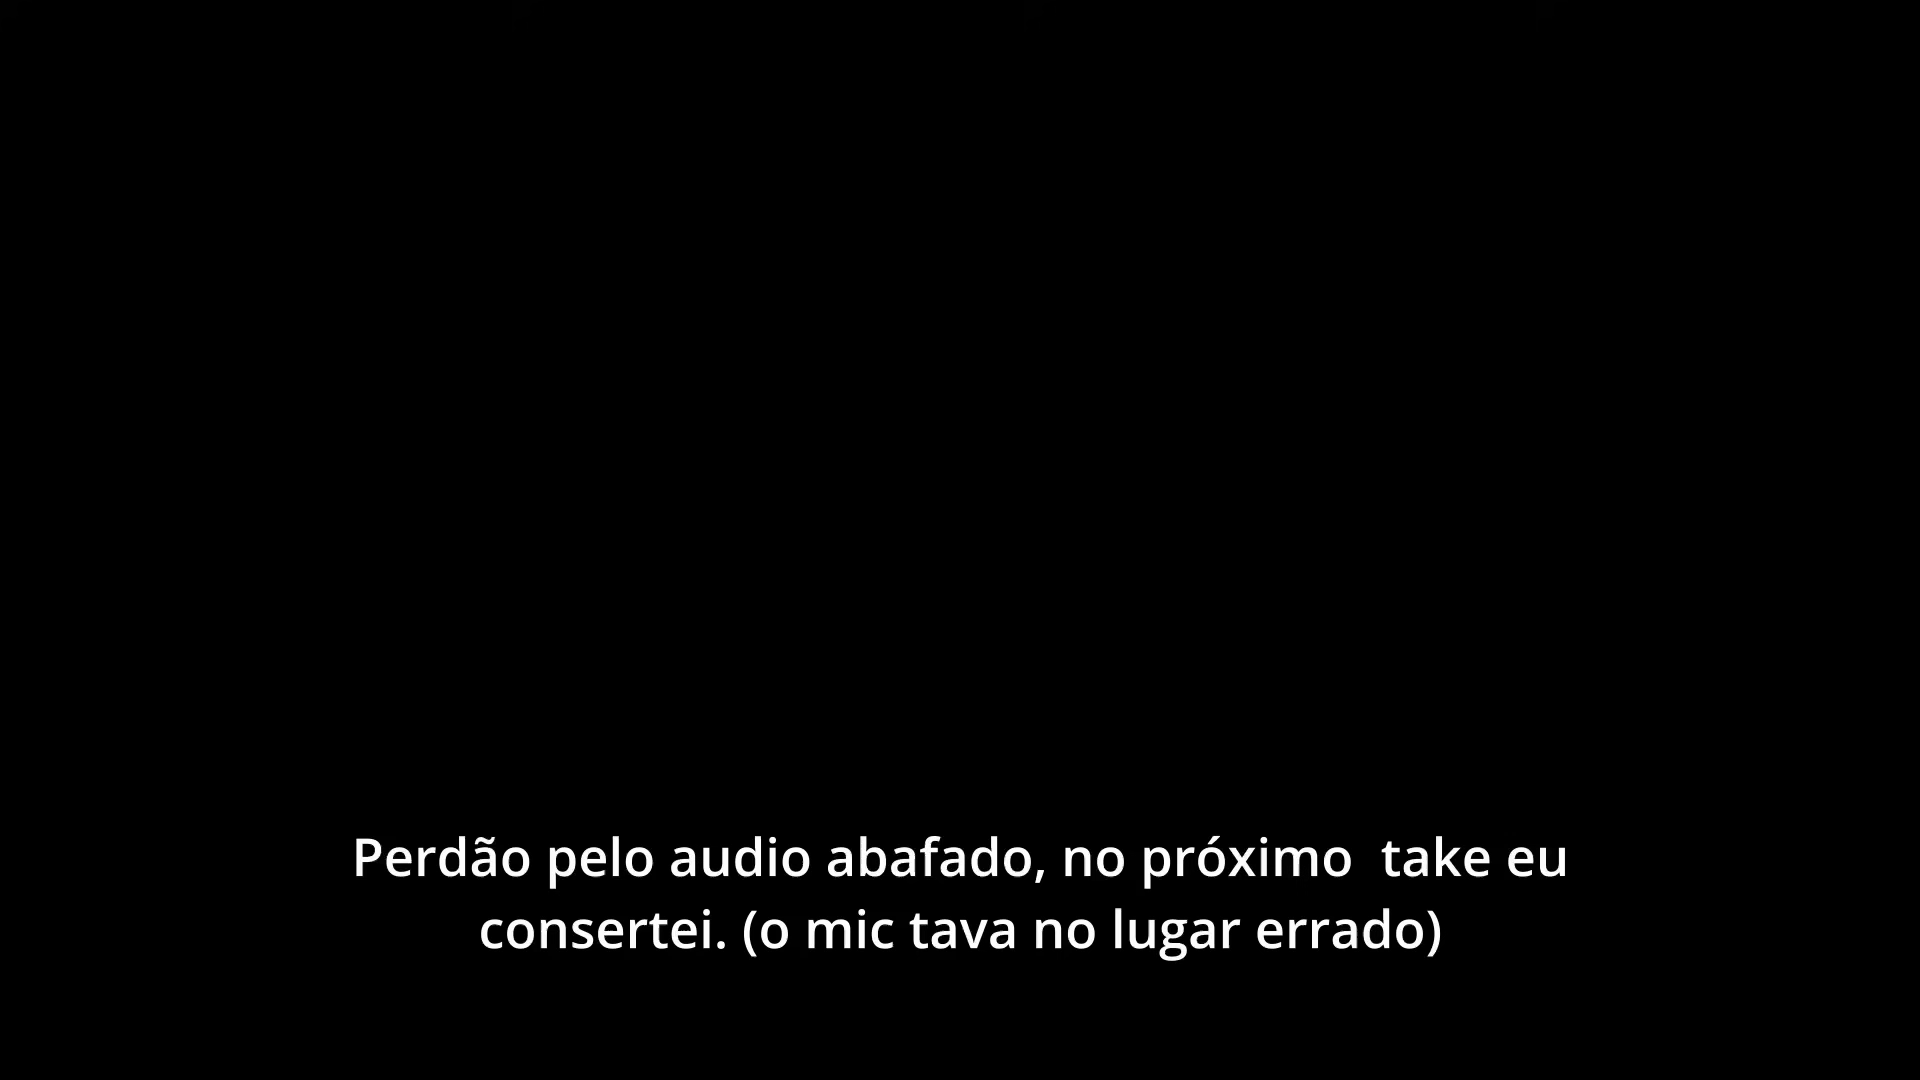 Perdão pelo audio abafado, no próximo  take eu
consertei. (o mic tava no lugar errado)